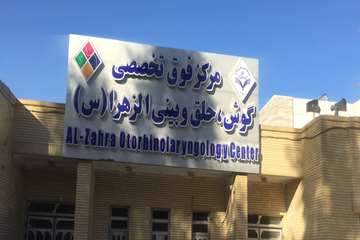 مرکز فوق تخصصی
گوش، حلق و بینی الزهرا (س)
Al-Zahra Otorhinolaryngology Center